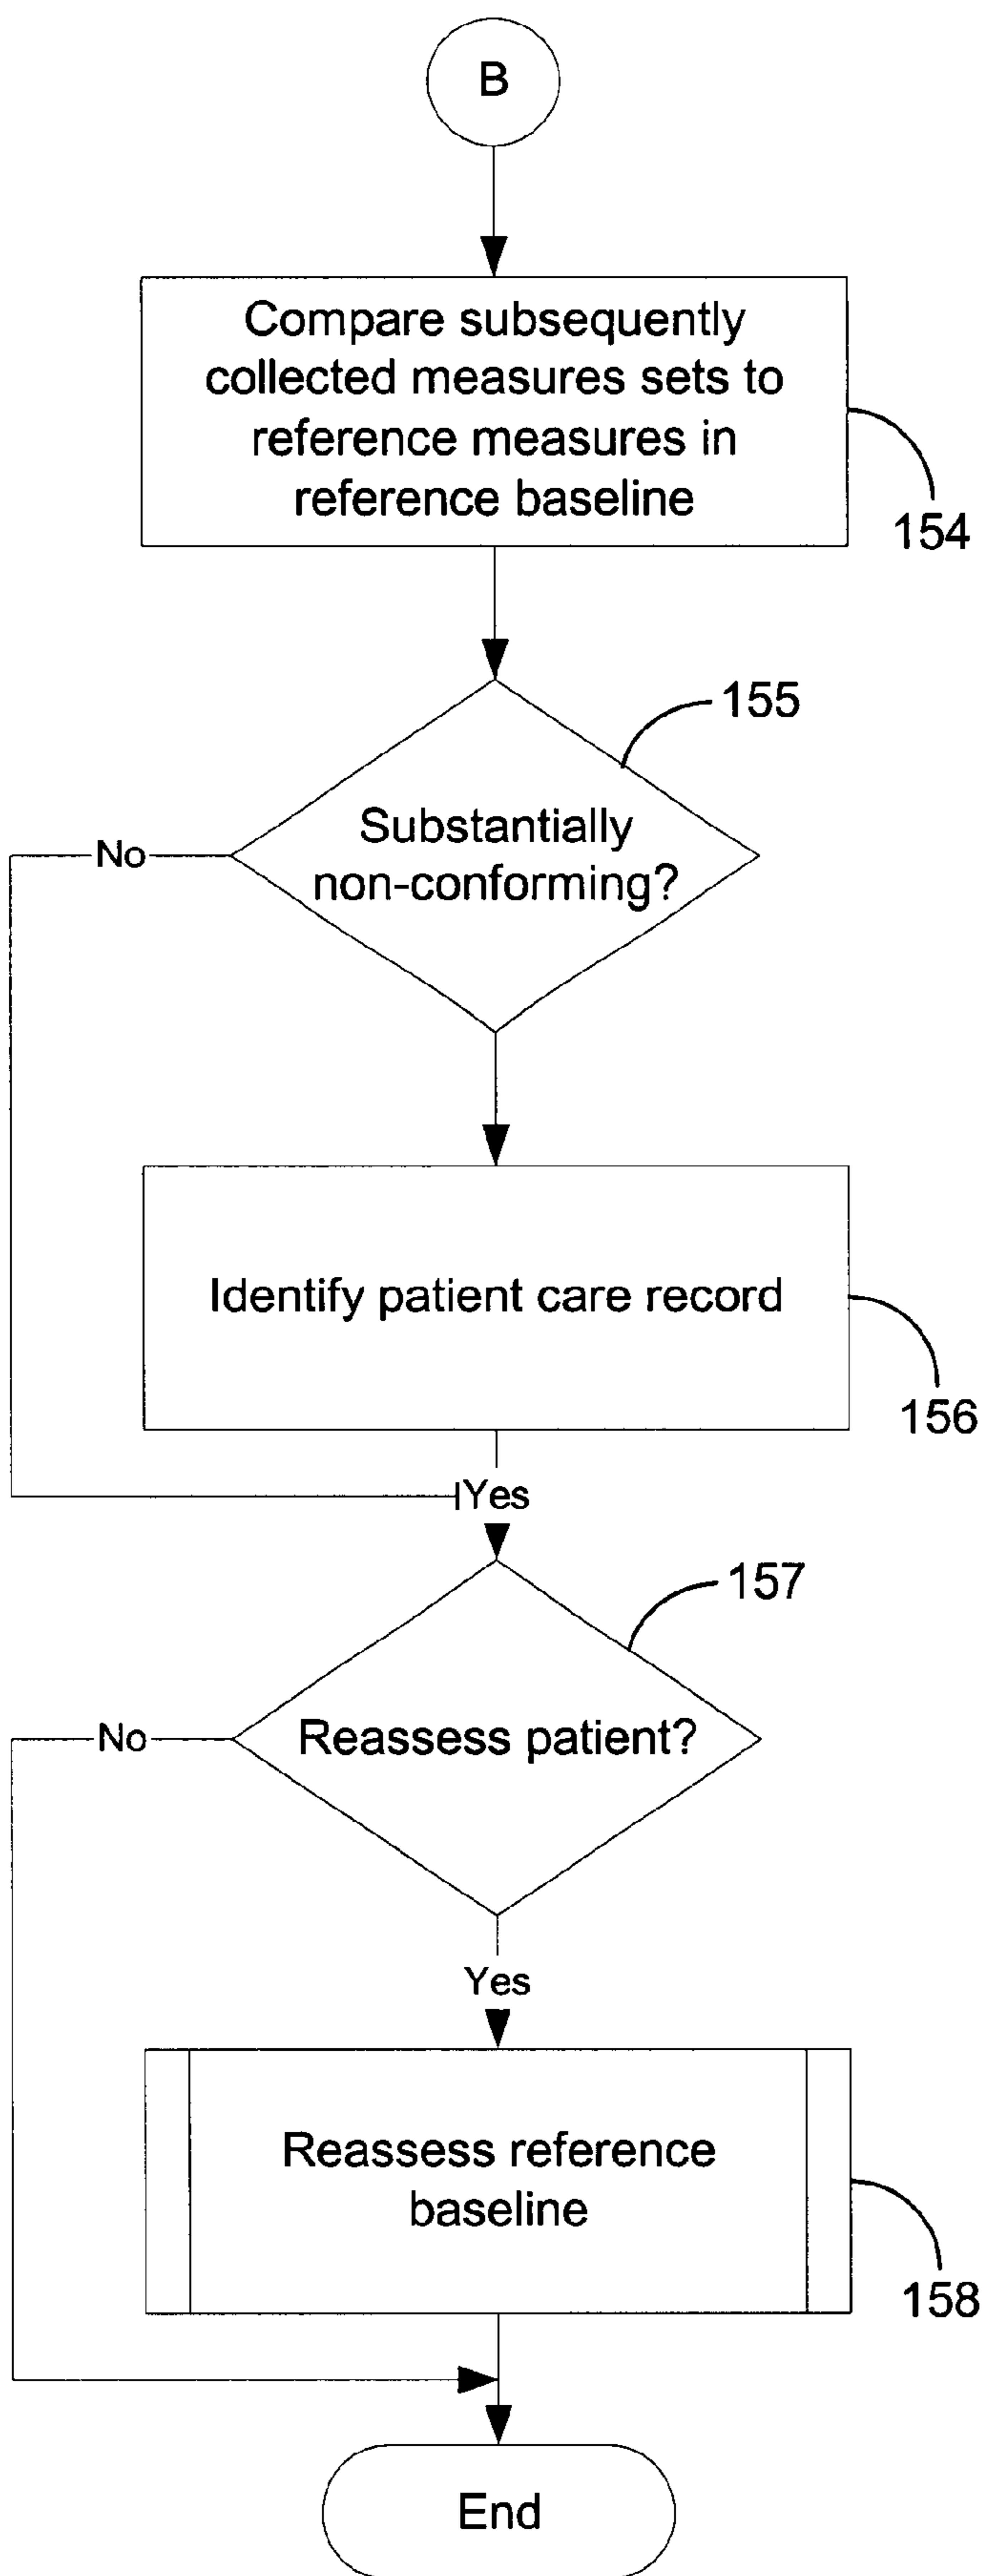 B
Compare subsequently
collected measures sets to
reference measures in
reference baseline
154
155
Substantially
non-conforming?
No
Identify patient care record
156
Yes
157
Reassess patient?
No
Yes
Reassess reference
baseline
158
End